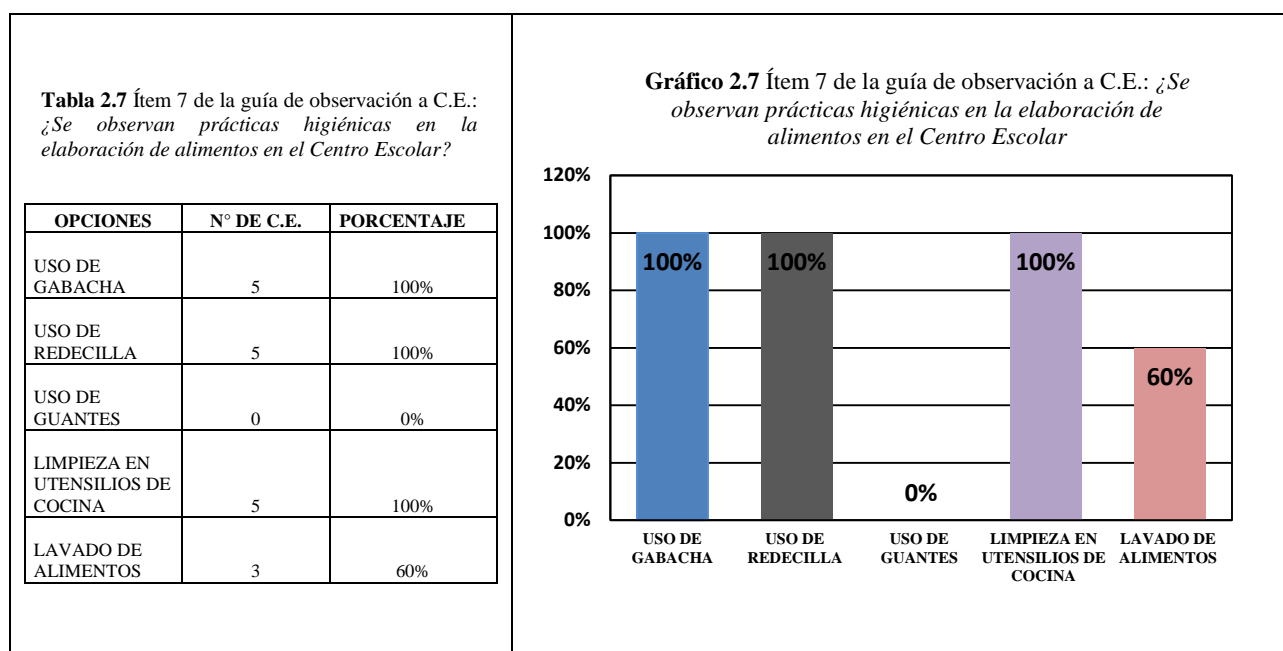 Tabla 2.7 Ítem 7 de la guía de observación a C.E.:
¿Se observan prácticas higiénicas en la
elaboración de alimentos en el Centro Escolar?
OPCIONES N° DE C.E. PORCENTAJE
USO DE
GABACHA 5 100%
USO DE
REDECILLA 5 100%
USO DE
GUANTES 0 0%
LIMPIEZA EN
UTENSILIOS DE
COCINA 5 100%
LAVADO DE
ALIMENTOS 3 60%
Gráfico 2.7 Ítem 7 de la guía de observación a C.E.: ¿Se
observan prácticas higiénicas en la elaboración de
alimentos en el Centro Escolar
120%
100%
80%
60%
40%
20%
0%
100%
100%
0%
100%
60%
USO DE
GABACHA
USO DE
REDECILLA
USO DE
GUANTES
LIMPIEZA EN
UTENSILIOS DE
COCINA
LAVADO DE
ALIMENTOS